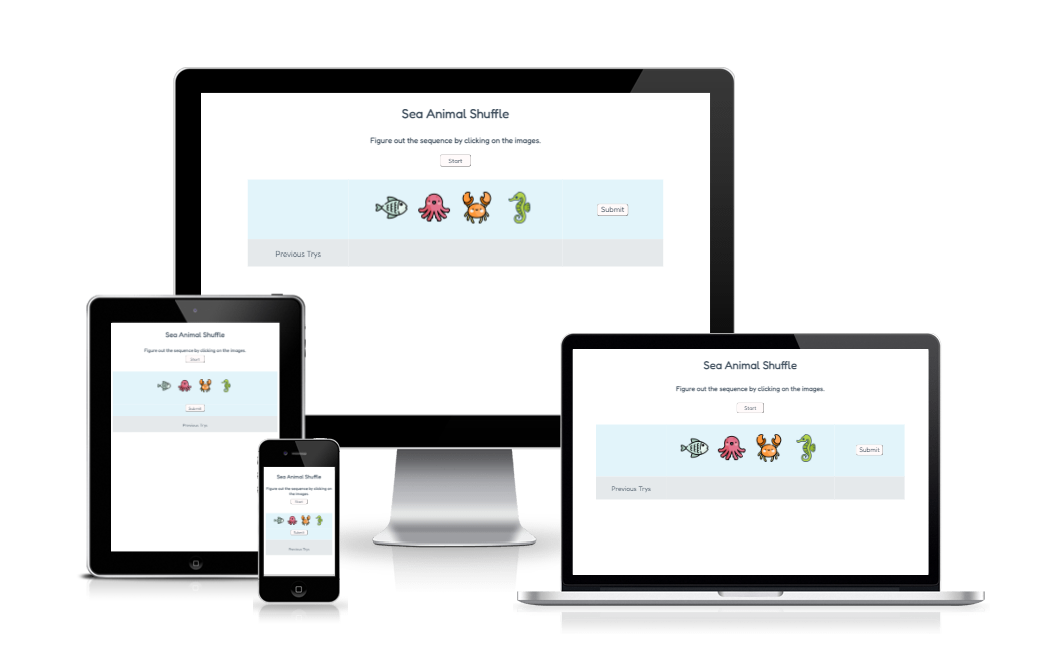 Sea Animal Shuffle
Figure out the sequence by clicking on the images.
Start
Submit
Previous Trys
Sea Animal Shuffle
Figure out the sequence by clicking on the images.
Start
Submit
Previous Trys
Sea Animal Shuffle
Figure out the sequence by clicking on
the images.
Start
Submit
Previous Trys
Sea Animal Shuffle
Figure out the sequence by clicking on the images.
Start
Submit
Previous Trys